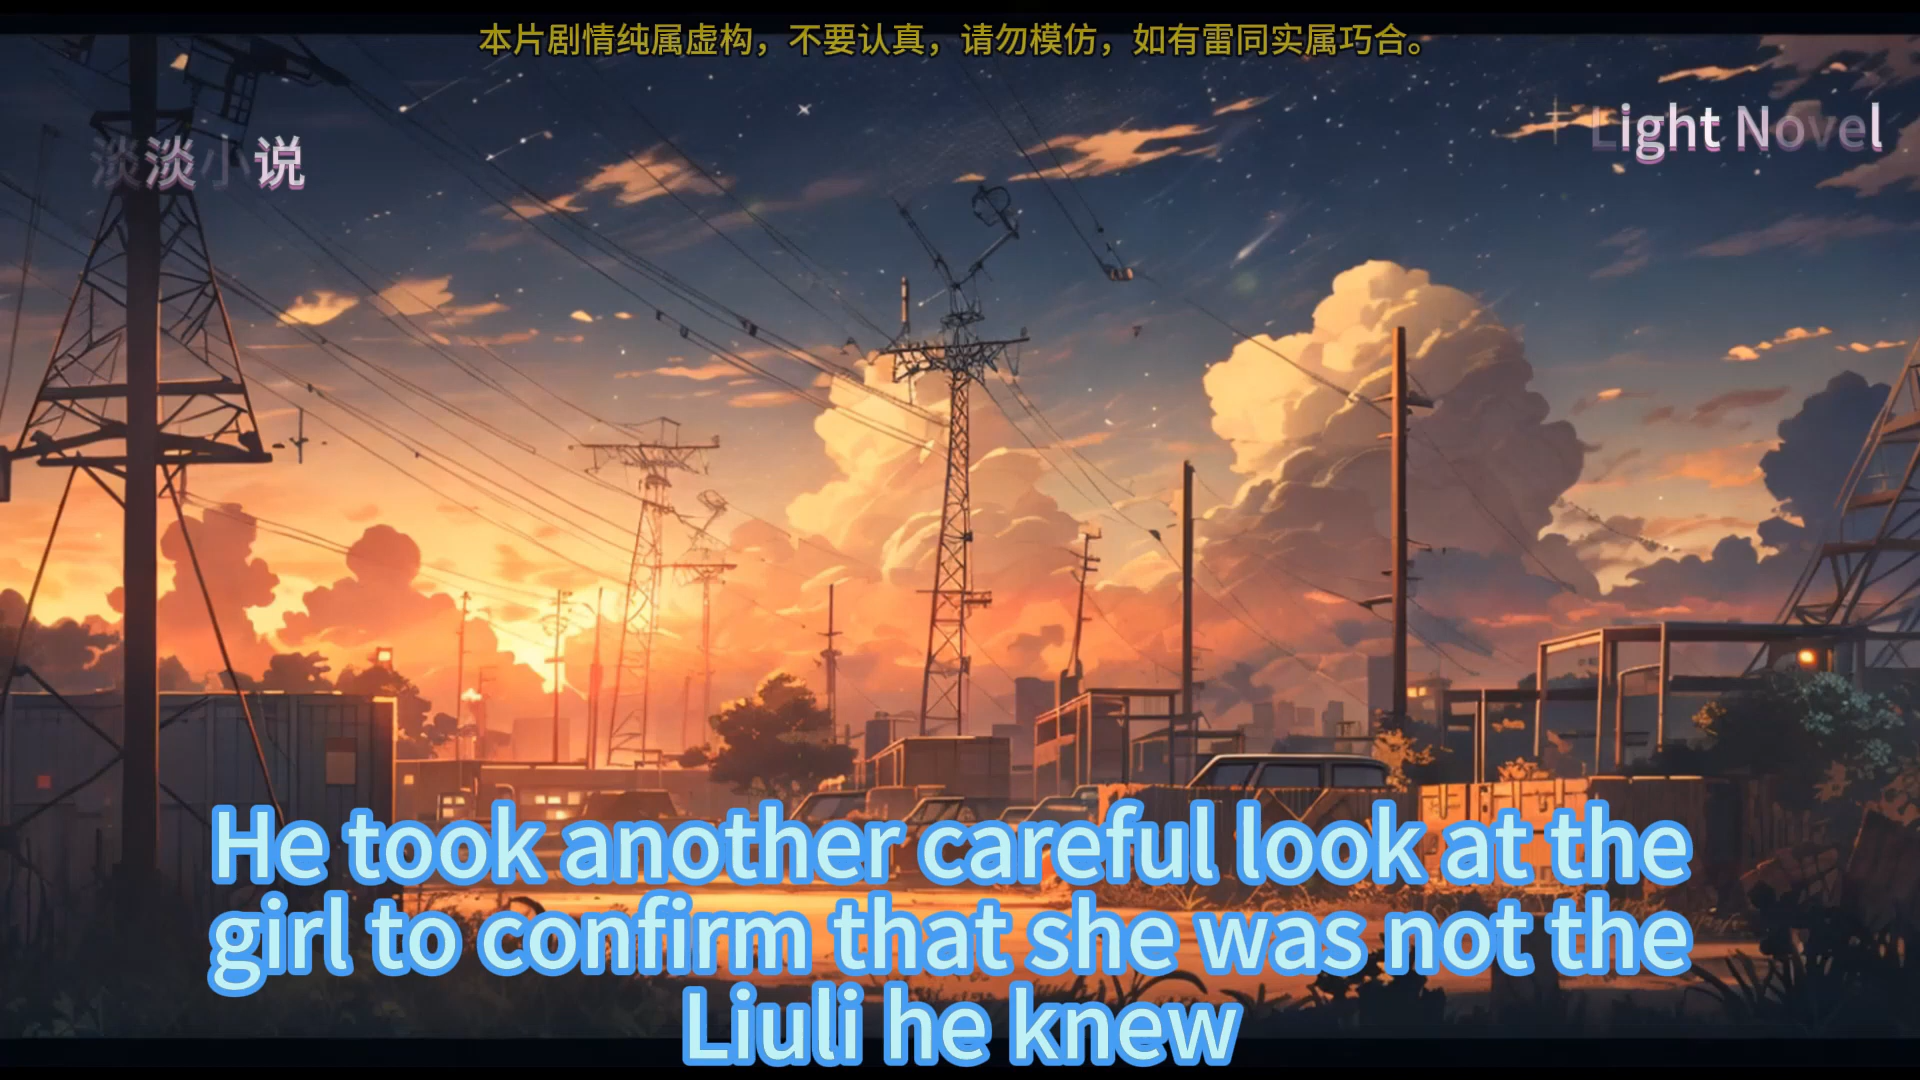 本片剧情纯属虚构，不要认真，请勿模仿，如有雷同实属巧合。
淡淡小说
Light Novel
He took another careful look at the
girl to confirm that she was not the
Liuli he knew